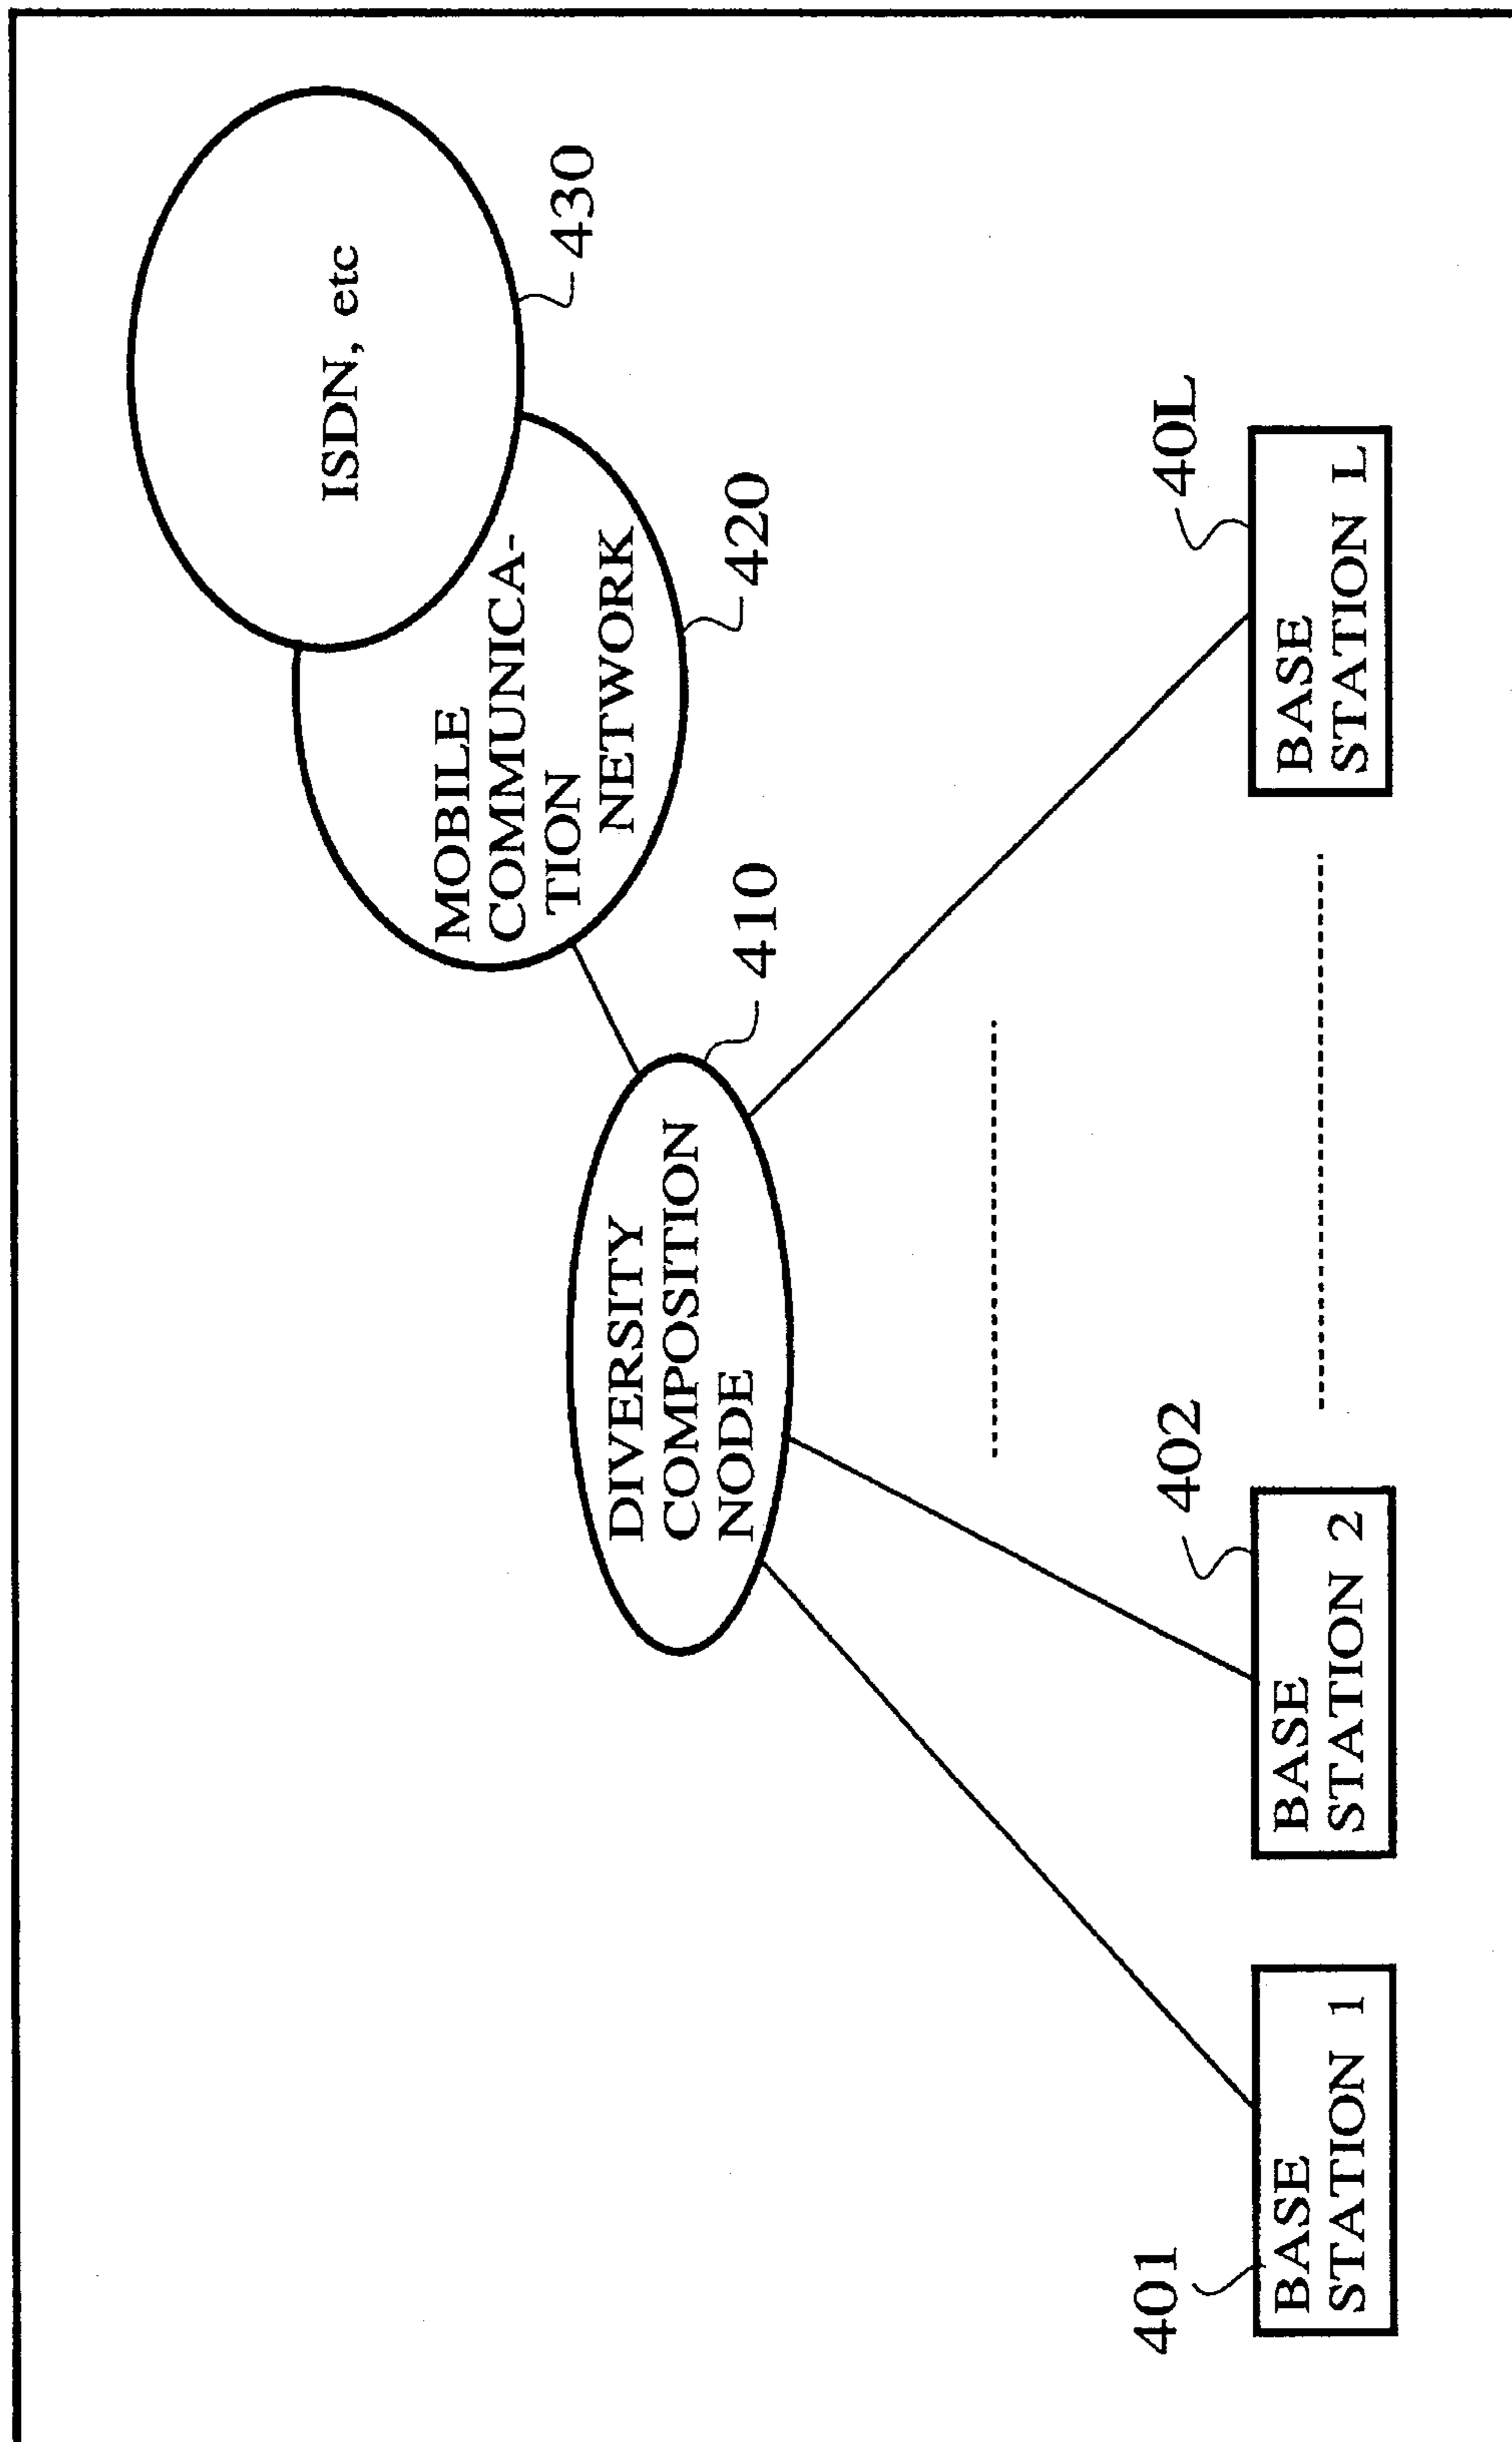 ISDN, etc
430
MOBILE
COMMUNICA-
TION
NETWORK
420
DIVERSITY
COMPOSITION
NODE
410
401
BASE
STATION 1
402
BASE
STATION 2
40L
BASE
STATION L